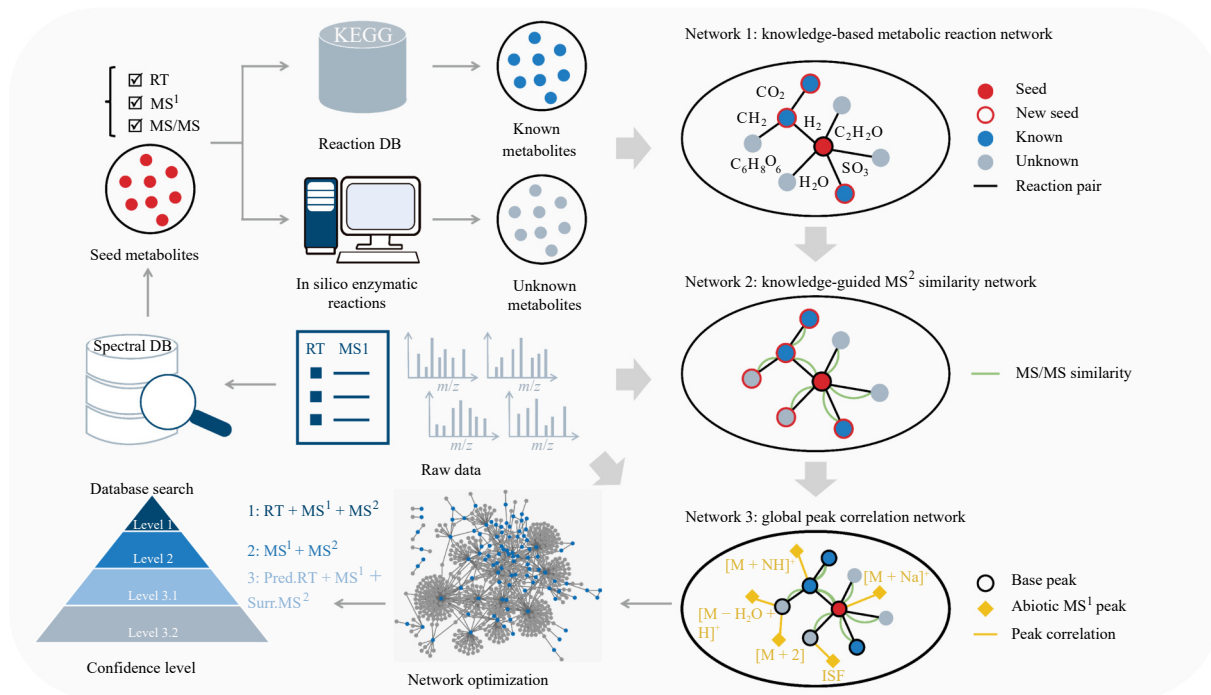 KEGG
RT
MS¹
MS/MS
Reaction DB
Known
metabolites
Seed metabolites
In silico enzymatic
reactions
Unknown
metabolites
Spectral DB
RT MS1
m/z
m/z
m/z
m/z
Raw data
Network 1: knowledge-based metabolic reaction network
CO₂
CH₂
H₂
C₂H₂O
C₆H₈O₆
H₂O
SO₃
Seed
New seed
Known
Unknown
Reaction pair
Network 2: knowledge-guided MS² similarity network
MS/MS similarity
Network 3: global peak correlation network
[M + NH]⁺
[M + Na]⁺
[M − H₂O +
H]⁺
[M + 2]
ISF
Base peak
Abiotic MS¹ peak
Peak correlation
Network optimization
Database search
Level 1
Level 2
Level 3.1
Level 3.2
1: RT + MS¹ + MS²
2: MS¹ + MS²
3: Pred.RT + MS¹ +
Surr.MS²
Confidence level